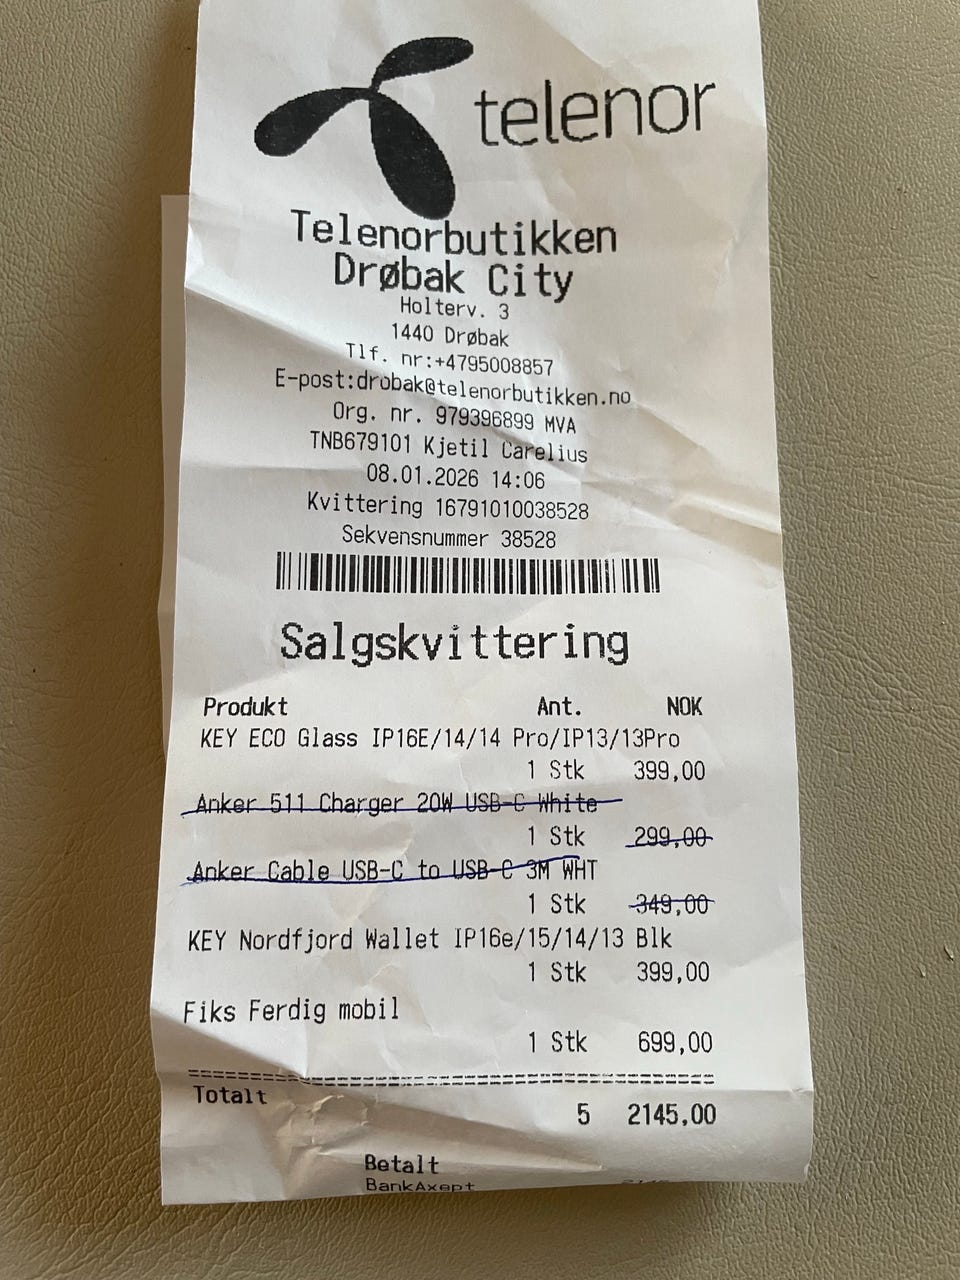 telenor
Telenorbutikken
Drøbak City
Holterv. 3
1440 Drøbak
Tlf. nr:+4795008857
E-post:drobak@telenorbutikken.no
Org. nr. 979396899 MVA
TNB679101 Kjetil Carelius
08.01.2026 14:06
Kvittering 16791010038528
Sekvensnummer 38528
Salgskvittering
Produkt Ant. NOK
KEY ECO Glass IP16E/14/14 Pro/IP13/13Pro
1 Stk 399,00
Anker 511 Charger 20W USB-C White
1 Stk 299,00
Anker Cable USB-C to USB-C 3M WHT
1 Stk 349,00
KEY Nordfjord Wallet IP16e/15/14/13 Blk
1 Stk 399,00
Fiks Ferdig mobil
1 Stk 699,00
Totalt
5 2145,00
Betalt
BankAxept